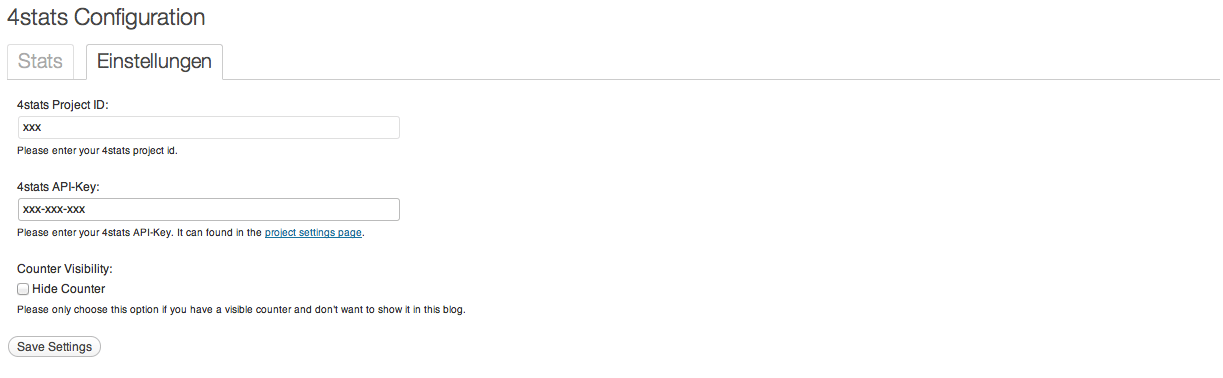 4stats Configuration
Stats
Einstellungen
4stats Project ID:
xxx
Please enter your 4stats project id.
4stats API-Key:
xxx-xxx-xxx
Please enter your 4stats API-Key. It can found in the project settings page.
Counter Visibility:
Hide Counter
Please only choose this option if you have a visible counter and don't want to show it in this blog.
Save Settings